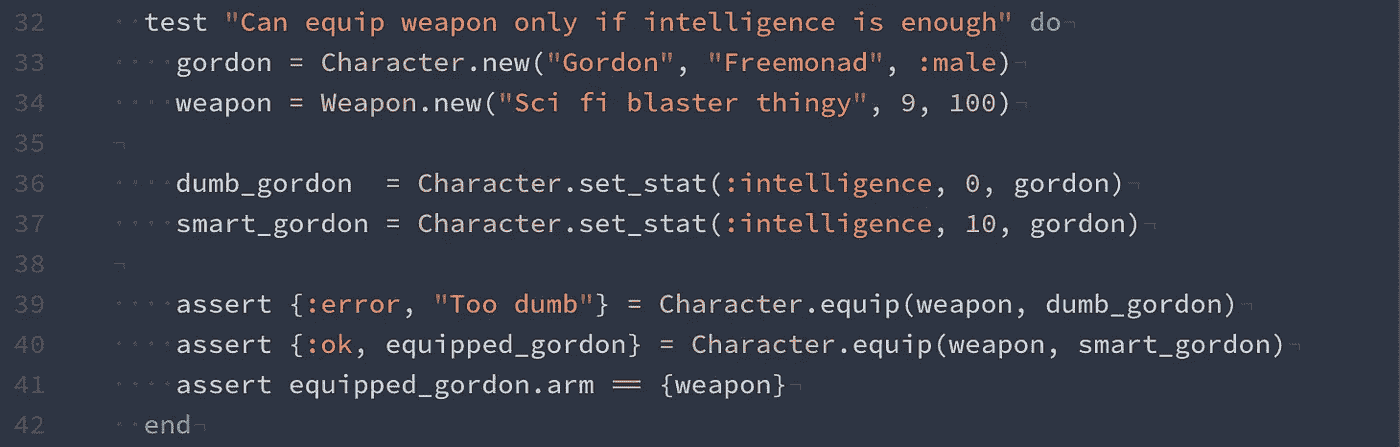 32 test "Can equip weapon only if intelligence is enough" do
33 gordon = Character.new("Gordon", "Freemonad", :male)
34 weapon = Weapon.new("Sci fi blaster thingy", 9, 100)
35
36 dumb_gordon  = Character.set_stat(:intelligence, 0, gordon)
37 smart_gordon = Character.set_stat(:intelligence, 10, gordon)
38
39 assert {:error, "Too dumb"} = Character.equip(weapon, dumb_gordon)
40 assert {:ok, equipped_gordon} = Character.equip(weapon, smart_gordon)
41 assert equipped_gordon.arm == {weapon}
42 end